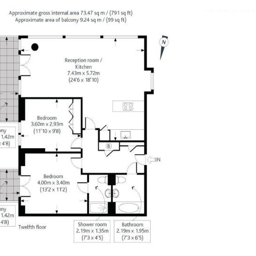 Approximate gross internal area 73.47 sq m / (791 sq ft)
Approximate area of balcony 9.24 sq m / (99 sq ft)
N
Reception room /
Kitchen
7.43m x 5.72m
(24'6 x 18'10)
Bedroom
3.60m x 2.93m
(11'10 x 9'8)
ony
1.42m
4'8)
B
IN
Bedroom
4.00m x 3.40m
(13'2 x 11'2)
ony
1.42m
4'8)
Twelfth floor
Shower room
2.19m x 1.35m
(7'3 x 4'5)
Bathroom
2.19m x 1.95m
(7'3 x 6'5)